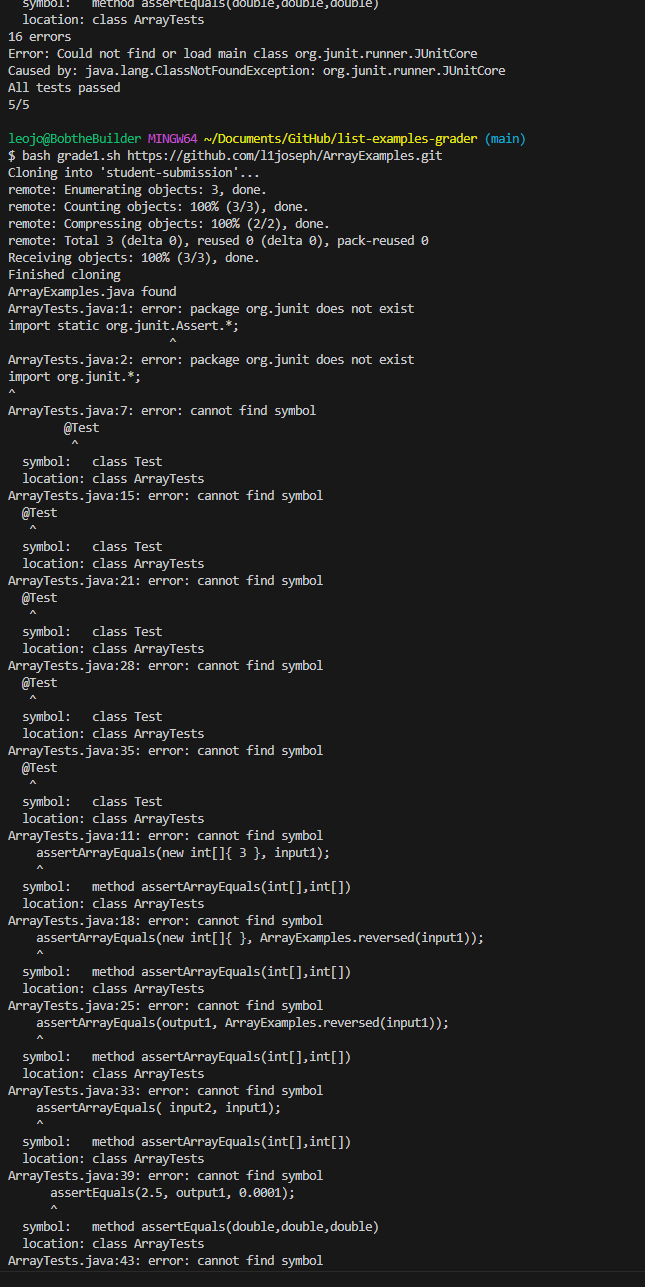 symbol:   method assertEquals(double,double,double)
  location: class ArrayTests
16 errors
Error: Could not find or load main class org.junit.runner.JUnitCore
Caused by: java.lang.ClassNotFoundException: org.junit.runner.JUnitCore
All tests passed
5/5
leojo@BobtheBuilder MINGW64 ~/Documents/GitHub/list-examples-grader (main)
$ bash grade1.sh https://github.com/l1joseph/ArrayExamples.git
Cloning into 'student-submission'...
remote: Enumerating objects: 3, done.
remote: Counting objects: 100% (3/3), done.
remote: Compressing objects: 100% (2/2), done.
remote: Total 3 (delta 0), reused 0 (delta 0), pack-reused 0
Receiving objects: 100% (3/3), done.
Finished cloning
ArrayExamples.java found
ArrayTests.java:1: error: package org.junit does not exist
import static org.junit.Assert.*;
                       ^
ArrayTests.java:2: error: package org.junit does not exist
import org.junit.*;
^
ArrayTests.java:7: error: cannot find symbol
        @Test
         ^
  symbol:   class Test
  location: class ArrayTests
ArrayTests.java:15: error: cannot find symbol
  @Test
   ^
  symbol:   class Test
  location: class ArrayTests
ArrayTests.java:21: error: cannot find symbol
  @Test
   ^
  symbol:   class Test
  location: class ArrayTests
ArrayTests.java:28: error: cannot find symbol
  @Test
   ^
  symbol:   class Test
  location: class ArrayTests
ArrayTests.java:35: error: cannot find symbol
  @Test
   ^
  symbol:   class Test
  location: class ArrayTests
ArrayTests.java:11: error: cannot find symbol
    assertArrayEquals(new int[]{ 3 }, input1);
    ^
  symbol:   method assertArrayEquals(int[],int[])
  location: class ArrayTests
ArrayTests.java:18: error: cannot find symbol
    assertArrayEquals(new int[]{ }, ArrayExamples.reversed(input1));
    ^
  symbol:   method assertArrayEquals(int[],int[])
  location: class ArrayTests
ArrayTests.java:25: error: cannot find symbol
    assertArrayEquals(output1, ArrayExamples.reversed(input1));
    ^
  symbol:   method assertArrayEquals(int[],int[])
  location: class ArrayTests
ArrayTests.java:33: error: cannot find symbol
    assertArrayEquals( input2, input1);
    ^
  symbol:   method assertArrayEquals(int[],int[])
  location: class ArrayTests
ArrayTests.java:39: error: cannot find symbol
      assertEquals(2.5, output1, 0.0001);
      ^
  symbol:   method assertEquals(double,double,double)
  location: class ArrayTests
ArrayTests.java:43: error: cannot find symbol